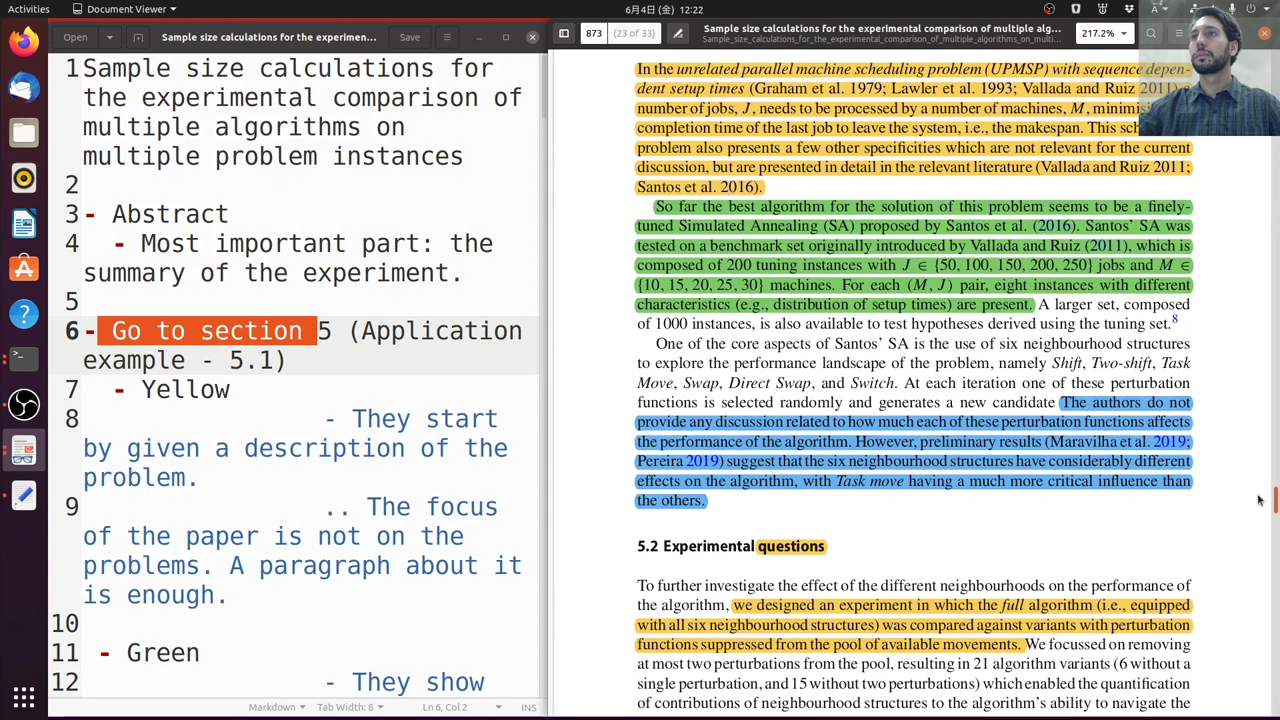 Activities
Document Viewer
6月4日 (金) 12:22
Open
Sample size calculations for the experimen...
Save
873
(23 of 33)
Sample size calculations for the experimental comparison of multiple alg...
Sample_size_calculations_for_the_experimental_comparison_of_multiple_algorithms_on_multi...
217.2%
1 Sample size calculations for
the experimental comparison of
multiple algorithms on
multiple problem instances
2
3 - Abstract
4 - Most important part: the
summary of the experiment.
5
6 - Go to section 5 (Application
example - 5.1)
7 - Yellow
8 - They start
by given a description of the
problem.
9 .. The focus
of the paper is not on the
problems. A paragraph about it
is enough.
10
11 - Green
12 - They show
Markdown
Tab Width: 8
Ln 6, Col 2
INS
In the unrelated parallel machine scheduling problem (UPMSP) with sequence depen-
dent setup times (Graham et al. 1979; Lawler et al. 1993; Vallada and Ruiz 2011)
number of jobs, J, needs to be processed by a number of machines, M,
completion time of the last job to leave the system, i.e., the makespan. This
problem also presents a few other specificities which are not relevant for the current
discussion, but are presented in detail in the relevant literature (Vallada and Ruiz 2011;
Santos et al. 2016).
So far the best algorithm for the solution of this problem seems to be a finely-
tuned Simulated Annealing (SA) proposed by Santos et al. (2016). Santos' SA was
tested on a benchmark set originally introduced by Vallada and Ruiz (2011), which is
composed of 200 tuning instances with J ∈ {50, 100, 150, 200, 250} jobs and M ∈
{10, 15, 20, 25, 30} machines. For each (M, J) pair, eight instances with different
characteristics (e.g., distribution of setup times) are present. A larger set, composed
of 1000 instances, is also available to test hypotheses derived using the tuning set.8
One of the core aspects of Santos' SA is the use of six neighbourhood structures
to explore the performance landscape of the problem, namely Shift, Two-shift, Task
Move, Swap, Direct Swap, and Switch. At each iteration one of these perturbation
functions is selected randomly and generates a new candidate The authors do not
provide any discussion related to how much each of these perturbation functions affects
the performance of the algorithm. However, preliminary results (Maravilha et al. 2019;
Pereira 2019) suggest that the six neighbourhood structures have considerably different
effects on the algorithm, with Task move having a much more critical influence than
the others.
5.2 Experimental questions
To further investigate the effect of the different neighbourhoods on the performance of
the algorithm, we designed an experiment in which the full algorithm (i.e., equipped
with all six neighbourhood structures) was compared against variants with perturbation
functions suppressed from the pool of available movements. We focussed on removing
at most two perturbations from the pool, resulting in 21 algorithm variants (6 without a
single perturbation, and 15 without two perturbations) which enabled the quantification
of contributions of neighbourhood structures to the algorithm's ability to navigate the